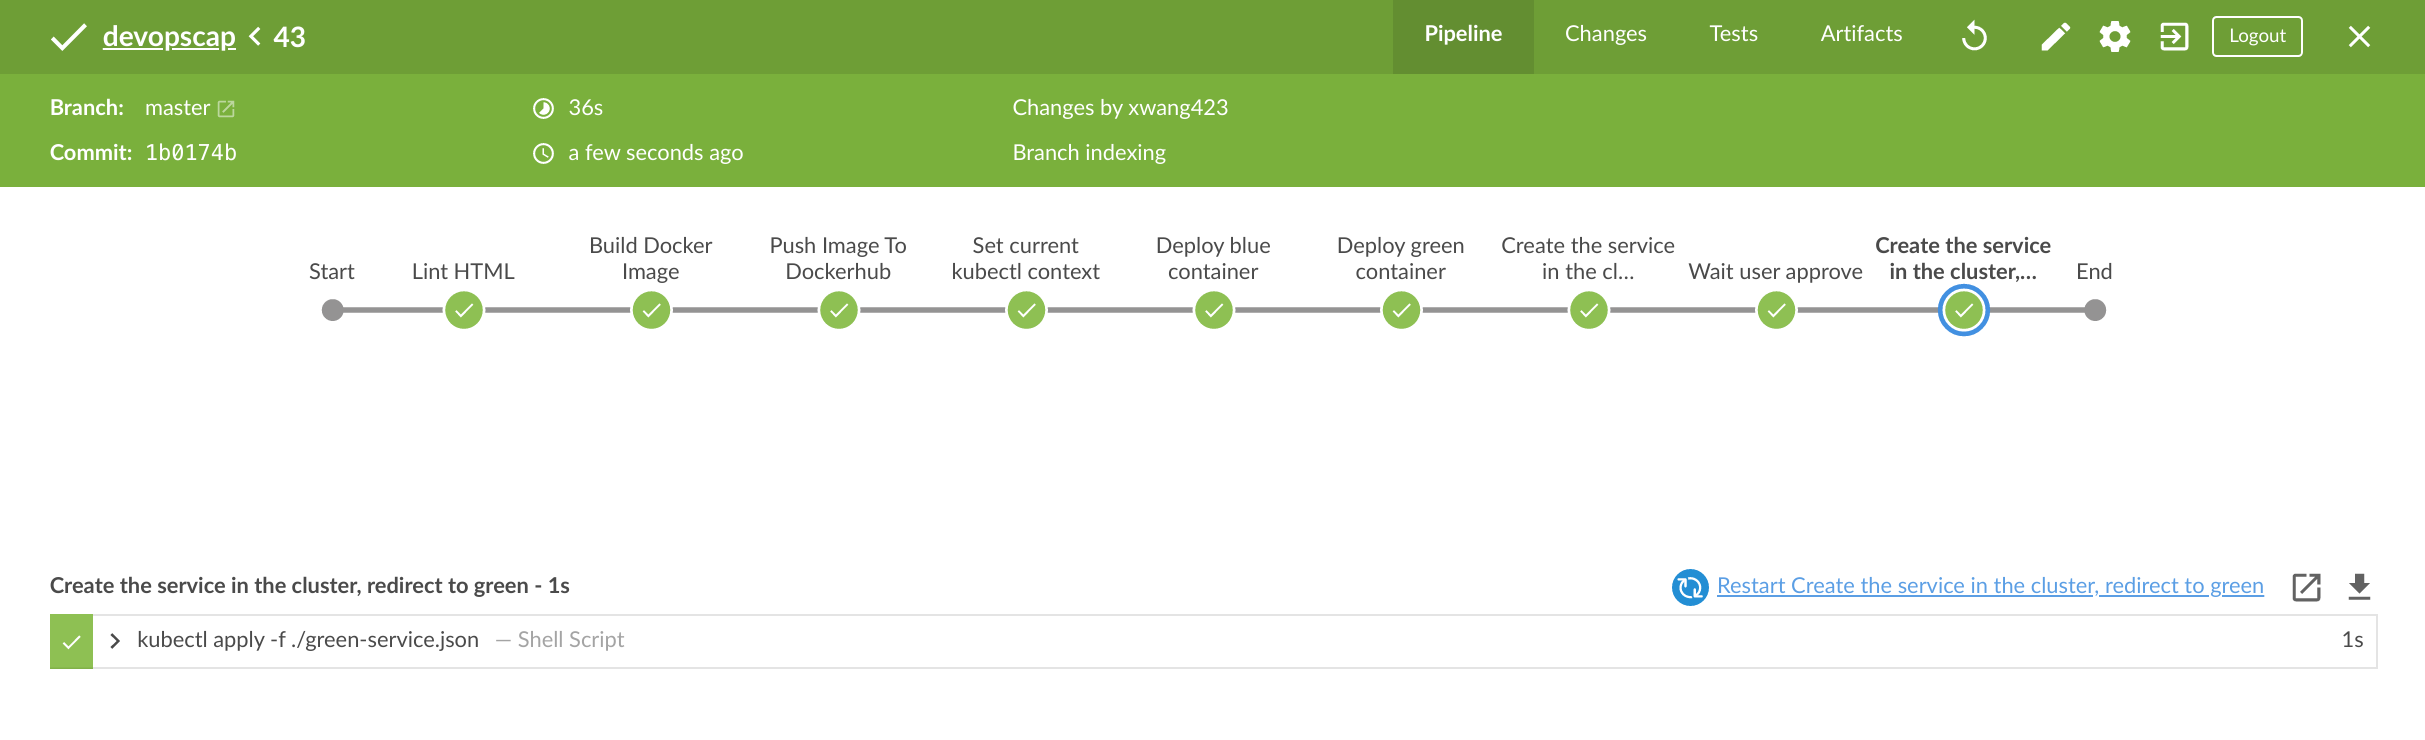 devopscap < 43
Pipeline
Changes
Tests
Artifacts
Logout
Branch: master
36s
Changes by xwang423
Commit: 1b0174b
a few seconds ago
Branch indexing
Start
Lint HTML
Build Docker
Image
Push Image To
Dockerhub
Set current
kubectl context
Deploy blue
container
Deploy green
container
Create the service
in the cl...
Wait user approve
Create the service
in the cluster,...
End
Create the service in the cluster, redirect to green - 1s
Restart Create the service in the cluster, redirect to green
kubectl apply -f ./green-service.json — Shell Script
1s